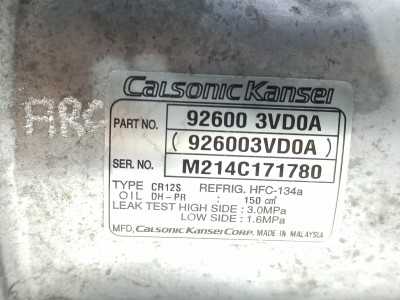 ARC
Calsonic Kansei
PART NO. 92600 3VD0A
( 926003VD0A )
SER. NO. M214C171780
TYPE CR12S REFRIG. HFC-134a
OIL DH-PR : 150 cm³
LEAK TEST HIGH SIDE : 3.0MPa
LOW SIDE : 1.6MPa
MFD. Calsonic Kansei Corp. MADE IN MALAYSIA